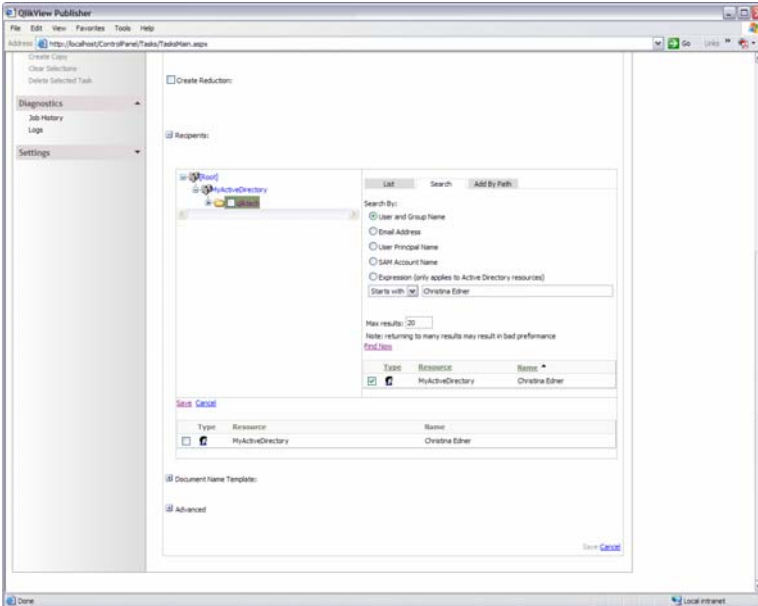 QlikView Publisher
File Edit View Favorites Tools Help
Address http://localhost/ControlPanel/Tasks/TasksMain.aspx Go Links »
Create Copy
Clear Selections
Delete Selected Task
Diagnostics
Job History
Logs
Settings
Create Reduction:
Recipients:
[Root]
MyActiveDirectory
qliktech
List Search Add By Path
Search By:
User and Group Name
Email Address
User Principal Name
SAM Account Name
Expression (only applies to Active Directory resources)
Starts with Christina Edner
Max results: 20
Note: returning to many results may result in bad preformance
Find Now
Type Resource Name
MyActiveDirectory Christina Edner
Save Cancel
Type Resource Name
MyActiveDirectory Christina Edner
Document Name Template:
Advanced
Save Cancel
Done Local intranet